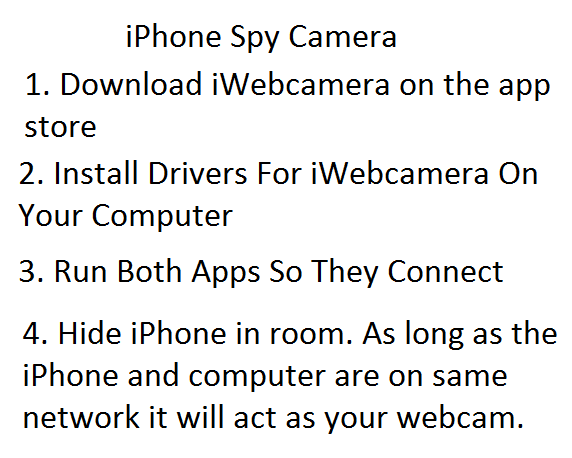 iPhone Spy Camera
1. Download iWebcamera on the app
store
2. Install Drivers For iWebcamera On
Your Computer
3. Run Both Apps So They Connect
4. Hide iPhone in room. As long as the
iPhone and computer are on same
network it will act as your webcam.